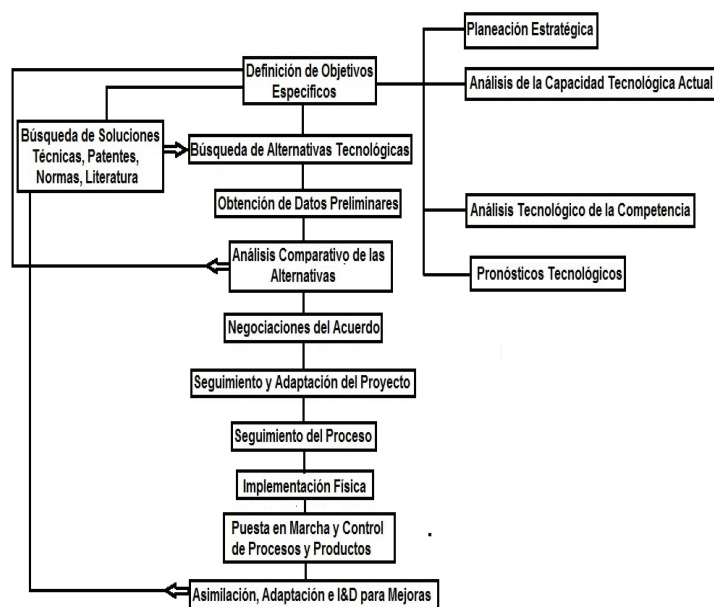 Planeación Estratégica
Definición de Objetivos
Especificos
Análisis de la Capacidad Tecnológica Actual
Búsqueda de Soluciones
Técnicas, Patentes,
Normas, Literatura
Búsqueda de Alternativas Tecnológicas
Obtención de Datos Preliminares
Análisis Tecnológico de la Competencia
Análisis Comparativo de las
Alternativas
Pronósticos Tecnológicos
Negociaciones del Acuerdo
Seguimiento y Adaptación del Proyecto
Seguimiento del Proceso
Implementación Física
Puesta en Marcha y Control
de Procesos y Productos
Asimilación, Adaptación e I&D para Mejoras